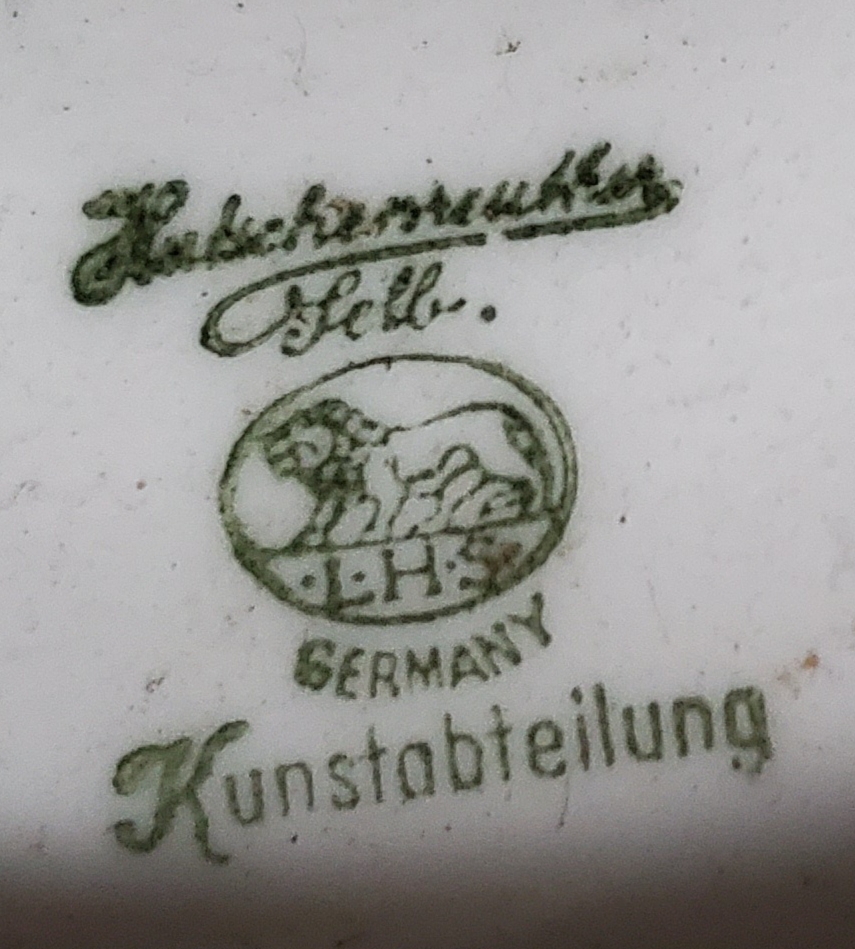 Hutschenreuther
Selb.
·L·H·S
GERMANY
Kunstabteilung